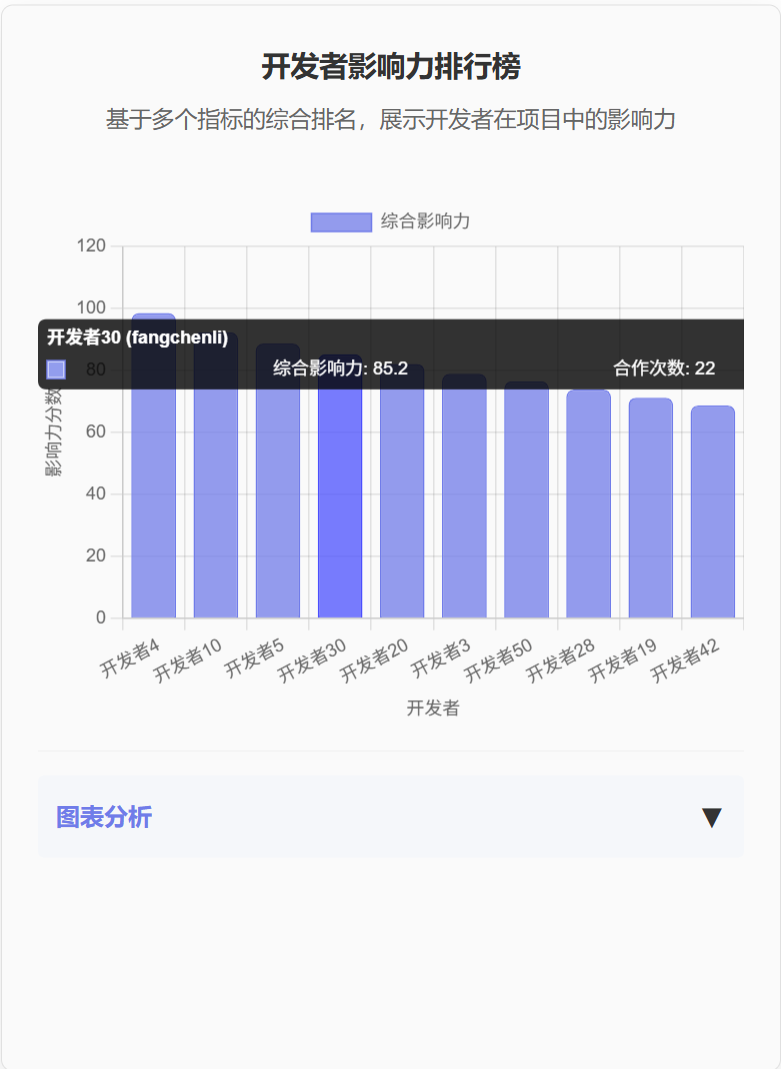 开发者影响力排行榜
基于多个指标的综合排名，展示开发者在项目中的影响力
综合影响力
120
100
开发者30 (fangchenli)
综合影响力: 85.2 合作次数: 22
80
60
40
20
0
影响力分数
开发者4 开发者10 开发者5 开发者30 开发者20 开发者3 开发者50 开发者28 开发者19 开发者42
开发者
图表分析 ▼